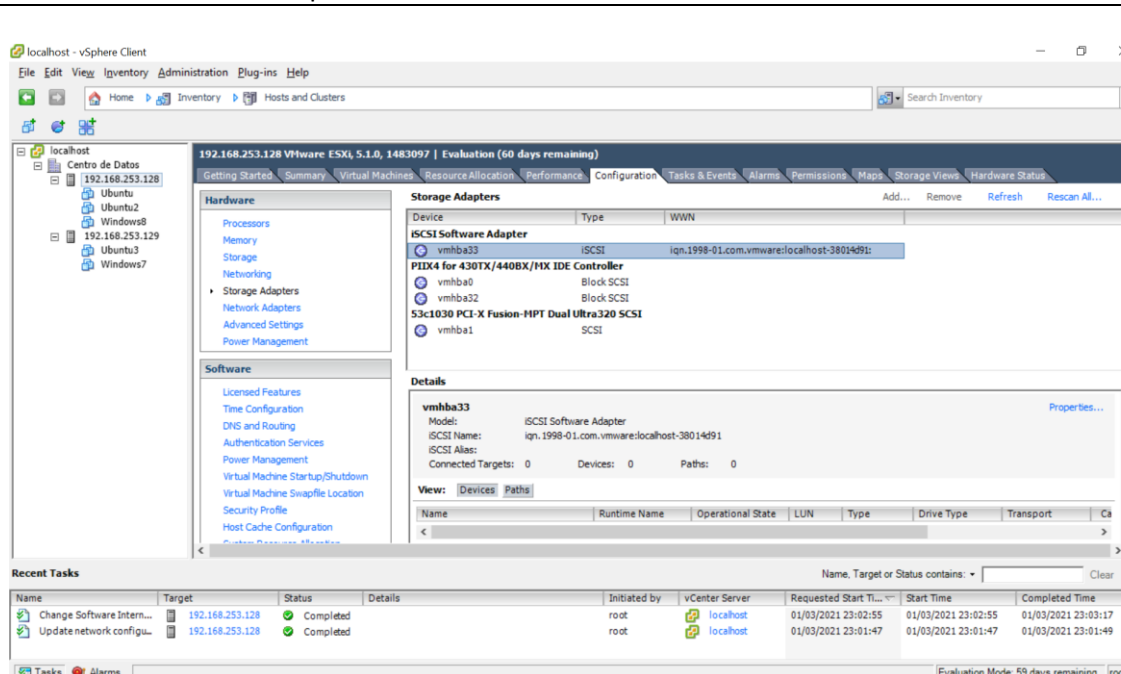 localhost - vSphere Client
File Edit View Inventory Administration Plug-ins Help
Home Inventory Hosts and Clusters Search Inventory
localhost
Centro de Datos
192.168.253.128
Ubuntu
Ubuntu2
Windows8
192.168.253.129
Ubuntu3
Windows7
192.168.253.128 VMware ESXi, 5.1.0, 1483097 | Evaluation (60 days remaining)
Getting Started Summary Virtual Machines Resource Allocation Performance Configuration Tasks & Events Alarms Permissions Maps Storage Views Hardware Status
Hardware
Processors
Memory
Storage
Networking
Storage Adapters
Network Adapters
Advanced Settings
Power Management
Software
Licensed Features
Time Configuration
DNS and Routing
Authentication Services
Power Management
Virtual Machine Startup/Shutdown
Virtual Machine Swapfile Location
Security Profile
Host Cache Configuration
System Resource Allocation
Storage Adapters Add... Remove Refresh Rescan All...
Device Type WWN
iSCSI Software Adapter
vmhba33 iSCSI iqn.1998-01.com.vmware:localhost-38014d91:
PIIX4 for 430TX/440BX/MX IDE Controller
vmhba0 Block SCSI
vmhba32 Block SCSI
53c1030 PCI-X Fusion-MPT Dual Ultra320 SCSI
vmhba1 SCSI
Details
vmhba33 Properties...
Model: iSCSI Software Adapter
iSCSI Name: iqn.1998-01.com.vmware:localhost-38014d91
iSCSI Alias:
Connected Targets: 0 Devices: 0 Paths: 0
View: Devices Paths
Name Runtime Name Operational State LUN Type Drive Type Transport Ca
Recent Tasks Name, Target or Status contains: Clear
Name Target Status Details Initiated by vCenter Server Requested Start Ti... Start Time Completed Time
Change Software Intern... 192.168.253.128 Completed root localhost 01/03/2021 23:02:55 01/03/2021 23:02:55 01/03/2021 23:03:17
Update network configu... 192.168.253.128 Completed root localhost 01/03/2021 23:01:47 01/03/2021 23:01:47 01/03/2021 23:01:49
Tasks Alarms Evaluation Mode: 59 days remaining roo